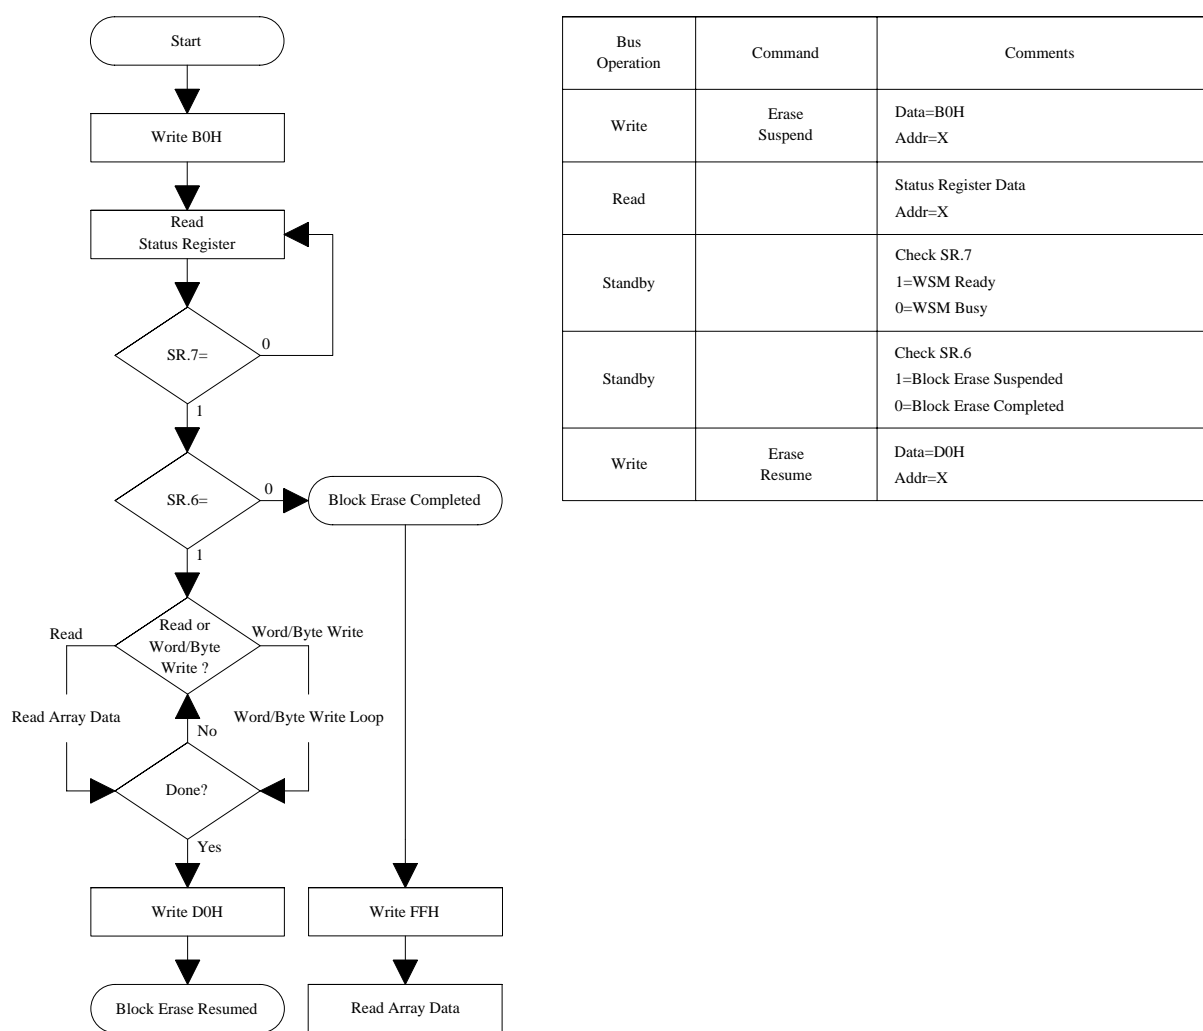 Start
Write B0H
Read
Status Register
SR.7=
0
1
SR.6=
0
Block Erase Completed
1
Read or
Word/Byte
Write ?
Read
Word/Byte Write
Read Array Data
Word/Byte Write Loop
No
Done?
Yes
Write D0H
Write FFH
Block Erase Resumed
Read Array Data
Bus
Operation
Command
Comments
Write
Erase
Suspend
Data=B0H
Addr=X
Read
Status Register Data
Addr=X
Standby
Check SR.7
1=WSM Ready
0=WSM Busy
Standby
Check SR.6
1=Block Erase Suspended
0=Block Erase Completed
Write
Erase
Resume
Data=D0H
Addr=X